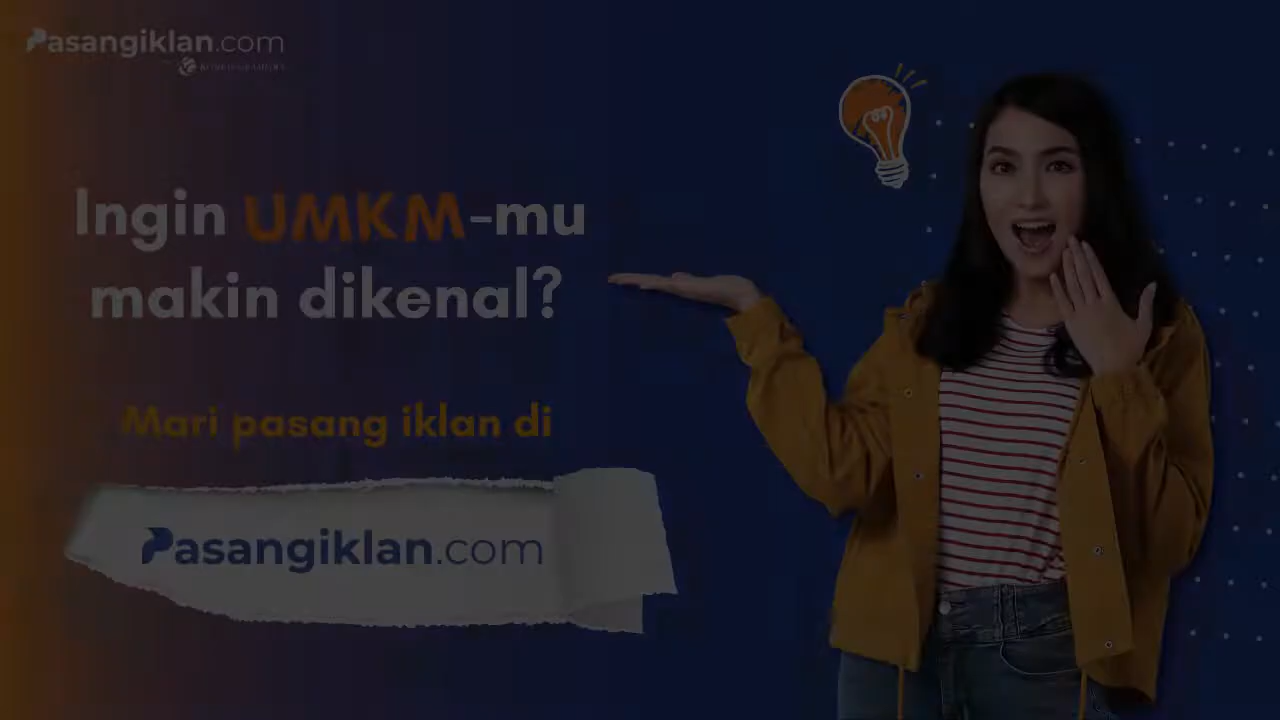 Pasangiklan.com
Ingin UMKM-mu
makin dikenal?
Mari pasang iklan di
Pasangiklan.com